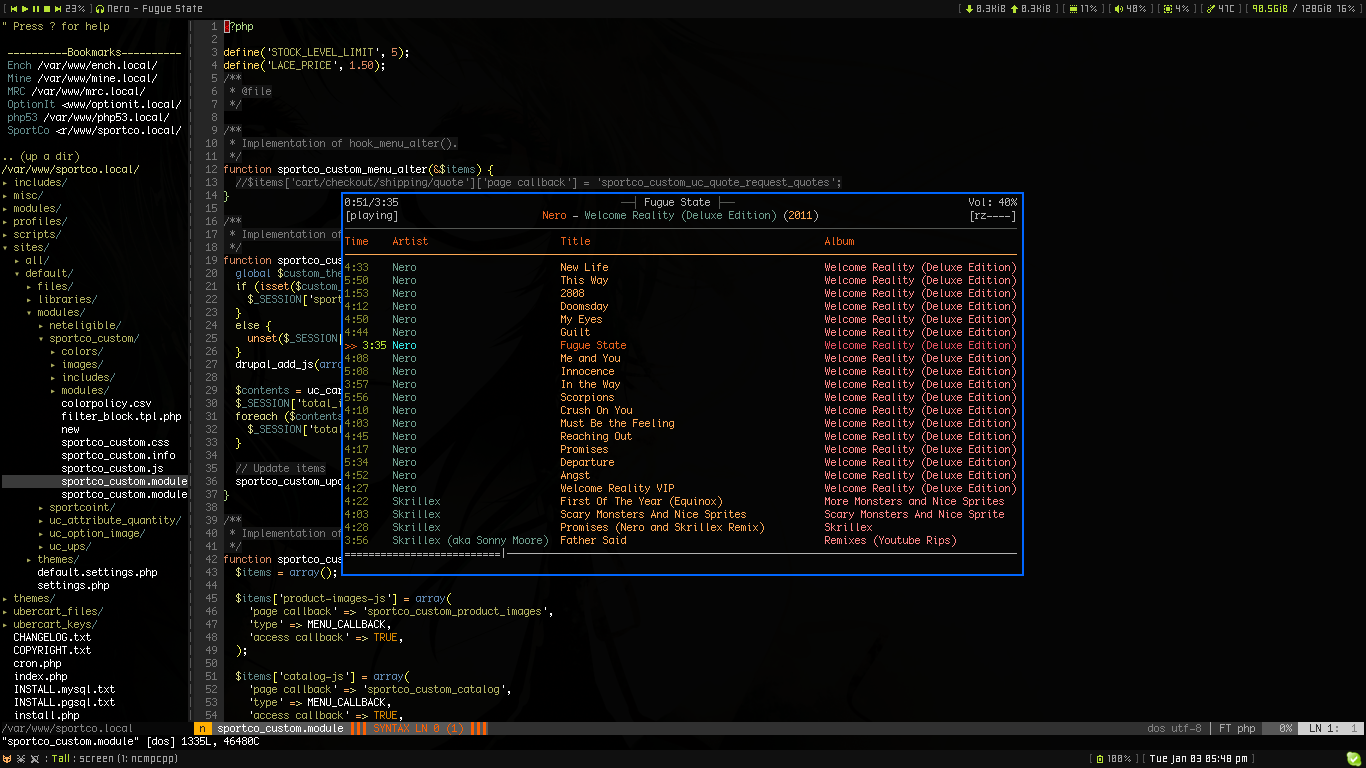 [ 23% ] Nero - Fugue State
[ 0.3KiB 0.3KiB ] [ 17% ] [ 40% ] [ 4% ] [ 41C ] [ 90.5GiB / 128GiB 16% ]
" Press ? for help
----------Bookmarks----------
Ench /var/www/ench.local/
Mine /var/www/mine.local/
MRC /var/www/mrc.local/
OptionIt <www/optionit.local/
php53 /var/www/php53.local/
SportCo <r/www/sportco.local/
.. (up a dir)
/var/www/sportco.local/
▸ includes/
▸ misc/
▸ modules/
▸ profiles/
▸ scripts/
▾ sites/
▸ all/
▾ default/
▸ files/
▸ libraries/
▾ modules/
▸ neteligible/
▾ sportco_custom/
▸ colors/
▸ images/
▸ includes/
▸ modules/
colorpolicy.csv
filter_block.tpl.php
new
sportco_custom.css
sportco_custom.info
sportco_custom.js
sportco_custom.module
sportco_custom.module
▸ sportcoint/
▸ uc_attribute_quantity/
▸ uc_option_image/
▸ uc_ups/
▸ themes/
default.settings.php
settings.php
▸ themes/
▸ ubercart_files/
▸ ubercart_keys/
CHANGELOG.txt
COPYRIGHT.txt
cron.php
index.php
INSTALL.mysql.txt
INSTALL.pgsql.txt
install.php
/var/www/sportco.local
1 <?php
2
3 define('STOCK_LEVEL_LIMIT', 5);
4 define('LACE_PRICE', 1.50);
5 /**
6 * @file
7 */
8
9 /**
10 * Implementation of hook_menu_alter().
11 */
12 function sportco_custom_menu_alter(&$items) {
13 //$items['cart/checkout/shipping/quote']['page callback'] = 'sportco_custom_uc_quote_request_quotes';
14 }
15
16 /**
17 * Implementation of
18 */
19 function sportco_cus
20 global $custom_the
21 if (isset($custom_
22 $_SESSION['sport
23 }
24 else {
25 unset($_SESSION[
26 }
27 drupal_add_js(arra
28
29 $contents = uc_car
30 $_SESSION['total_i
31 foreach ($contents
32 $_SESSION['total
33 }
34
35 // Update items
36 sportco_custom_upd
37 }
38
39 /**
40 * Implementation of
41 */
42 function sportco_cus
43 $items = array();
44
45 $items['product-images-js'] = array(
46 'page callback' => 'sportco_custom_product_images',
47 'type' => MENU_CALLBACK,
48 'access callback' => TRUE,
49 );
50
51 $items['catalog-js'] = array(
52 'page callback' => 'sportco_custom_catalog',
53 'type' => MENU_CALLBACK,
54 'access callback' => TRUE,
0:51/3:35 Fugue State Vol: 40%
[playing] Nero - Welcome Reality (Deluxe Edition) (2011) [rz----]
Time Artist Title Album
4:33 Nero New Life Welcome Reality (Deluxe Edition)
5:50 Nero This Way Welcome Reality (Deluxe Edition)
1:53 Nero 2808 Welcome Reality (Deluxe Edition)
4:12 Nero Doomsday Welcome Reality (Deluxe Edition)
4:50 Nero My Eyes Welcome Reality (Deluxe Edition)
4:44 Nero Guilt Welcome Reality (Deluxe Edition)
>> 3:35 Nero Fugue State Welcome Reality (Deluxe Edition)
4:08 Nero Me and You Welcome Reality (Deluxe Edition)
5:08 Nero Innocence Welcome Reality (Deluxe Edition)
3:57 Nero In the Way Welcome Reality (Deluxe Edition)
5:56 Nero Scorpions Welcome Reality (Deluxe Edition)
4:10 Nero Crush On You Welcome Reality (Deluxe Edition)
4:03 Nero Must Be the Feeling Welcome Reality (Deluxe Edition)
4:45 Nero Reaching Out Welcome Reality (Deluxe Edition)
4:17 Nero Promises Welcome Reality (Deluxe Edition)
5:34 Nero Departure Welcome Reality (Deluxe Edition)
4:52 Nero Angst Welcome Reality (Deluxe Edition)
4:27 Nero Welcome Reality VIP Welcome Reality (Deluxe Edition)
4:22 Skrillex First Of The Year (Equinox) More Monsters and Nice Sprites
4:03 Skrillex Scary Monsters And Nice Sprites Scary Monsters And Nice Sprite
4:28 Skrillex Promises (Nero and Skrillex Remix) Skrillex
3:56 Skrillex (aka Sonny Moore) Father Said Remixes (Youtube Rips)
n sportco_custom.module SYNTAX LN 0 (1) dos utf-8 | FT php 0% LN 1: 1
"sportco_custom.module" [dos] 1335L, 46480C
: Tall : screen (1: ncmpcpp)
[ 100% ] [ Tue Jan 03 05:48 pm ]